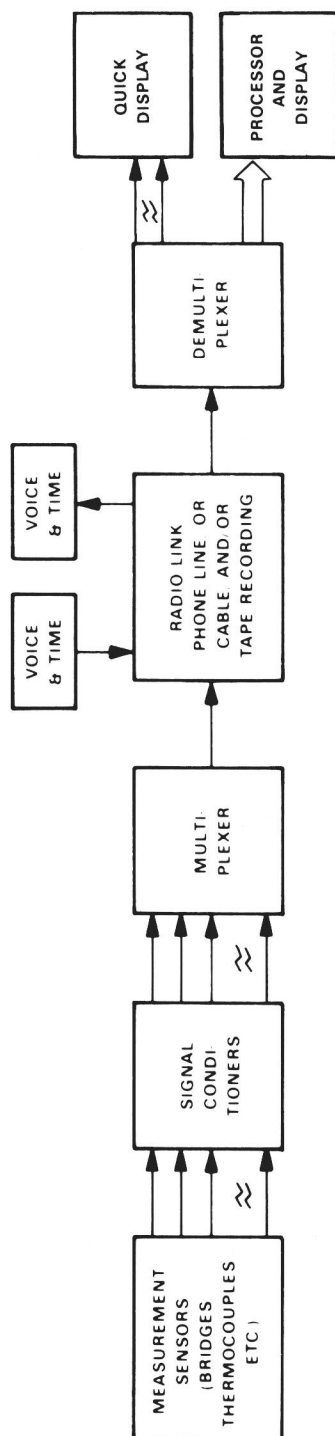 MEASUREMENT
SENSORS
(BRIDGES
THERMOCOUPLES
ETC)
SIGNAL
CONDI-
TIONERS
MULTI-
PLEXER
VOICE
& TIME
VOICE
& TIME
RADIO LINK
PHONE LINE OR
CABLE, AND/OR
TAPE RECORDING
DEMULTI-
PLEXER
QUICK
DISPLAY
PROCESSOR
AND
DISPLAY